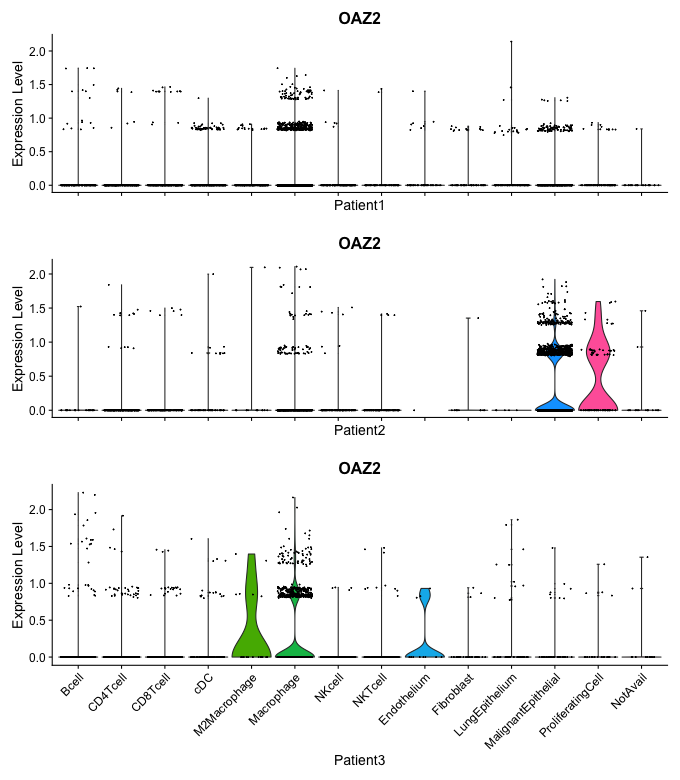 OAZ2
Expression Level
2.0
1.5
1.0
0.5
0.0
Patient1
OAZ2
Expression Level
2.0
1.5
1.0
0.5
0.0
Patient2
OAZ2
Expression Level
2.0
1.5
1.0
0.5
0.0
Bcell
CD4Tcell
CD8Tcell
cDC
M2Macrophage
Macrophage
NKcell
NKTcell
Endothelium
Fibroblast
LungEpithelium
MalignantEpithelial
ProliferatingCell
NotAvail
Patient3